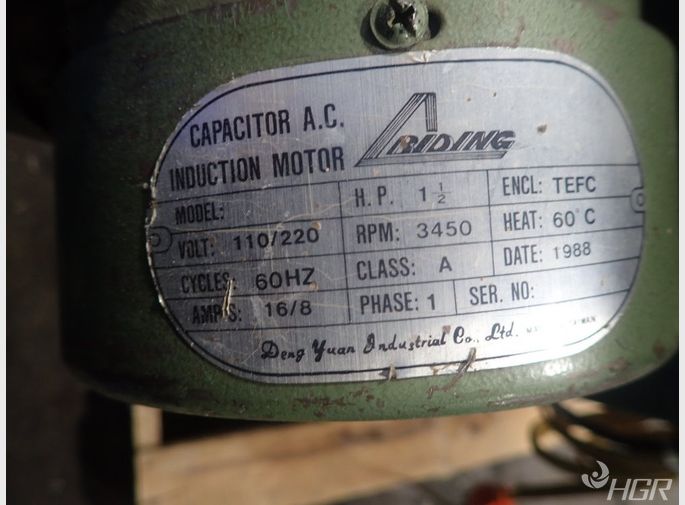 CAPACITOR A.C.
INDUCTION MOTOR
RIDING
MODEL:
H.P. 1 1/2
ENCL: TEFC
VOLT: 110/220
RPM: 3450
HEAT: 60°C
CYCLES: 60HZ
CLASS: A
DATE: 1988
AMPS: 16/8
PHASE: 1
SER. NO:
Deng Yuan Industrial Co., Ltd.
HGR